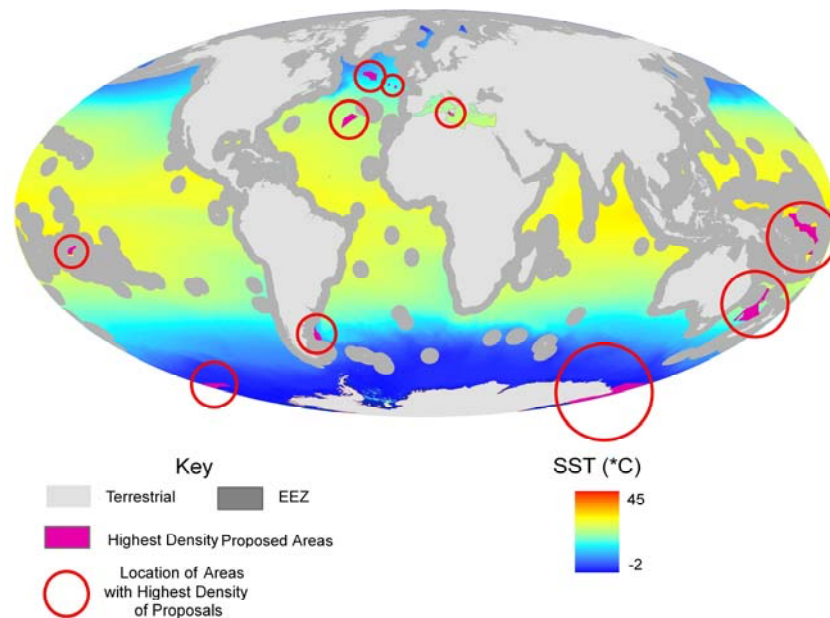 Key
Terrestrial
EEZ
Highest Density Proposed Areas
Location of Areas
with Highest Density
of Proposals
SST (*C)
45
-2